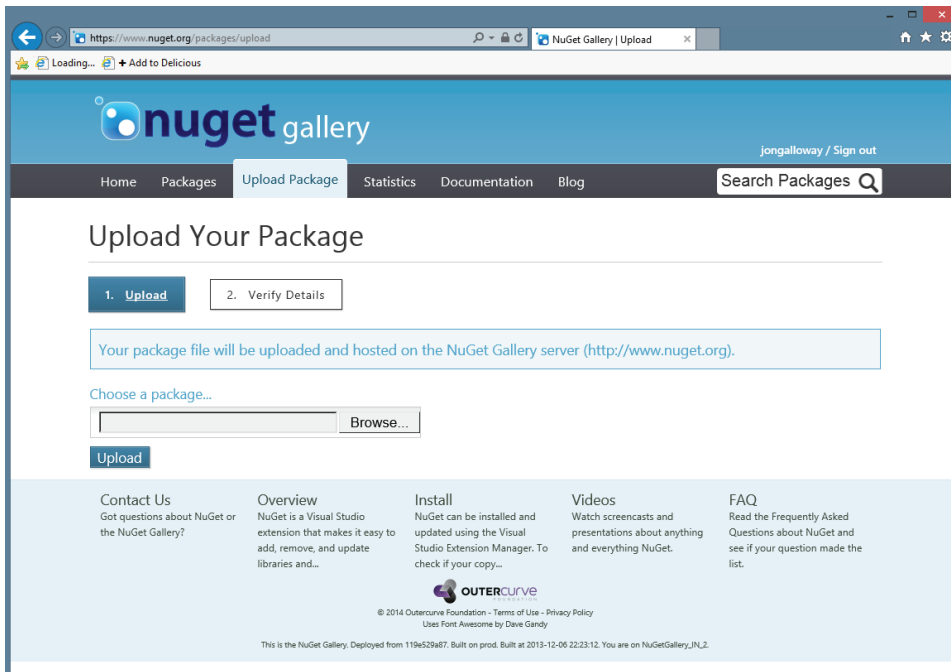 https://www.nuget.org/packages/upload
NuGet Gallery | Upload
Loading...
+ Add to Delicious
nuget gallery
jongalloway / Sign out
Home
Packages
Upload Package
Statistics
Documentation
Blog
Search Packages
Upload Your Package
1. Upload
2. Verify Details
Your package file will be uploaded and hosted on the NuGet Gallery server (http://www.nuget.org).
Choose a package...
Browse...
Upload
Contact Us
Got questions about NuGet or
the NuGet Gallery?
Overview
NuGet is a Visual Studio
extension that makes it easy to
add, remove, and update
libraries and...
Install
NuGet can be installed and
updated using the Visual
Studio Extension Manager. To
check if your copy...
Videos
Watch screencasts and
presentations about anything
and everything NuGet.
FAQ
Read the Frequently Asked
Questions about NuGet and
see if your question made the
list.
OUTERCURVE
FOUNDATION
© 2014 Outercurve Foundation - Terms of Use - Privacy Policy
Uses Font Awesome by Dave Gandy
This is the NuGet Gallery. Deployed from 119e529a87. Built on prod. Built at 2013-12-06 22:23:12. You are on NuGetGallery_IN_2.